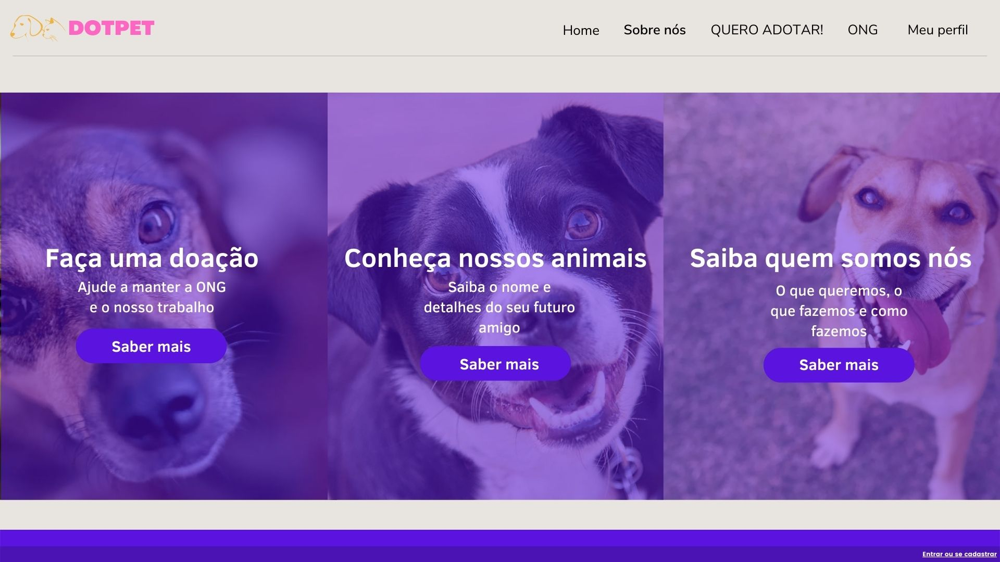 DOTPET
Home
Sobre nós
QUERO ADOTAR!
ONG
Meu perfil
Faça uma doação
Ajude a manter a ONG
e o nosso trabalho
Saber mais
Conheça nossos animais
Saiba o nome e
detalhes do seu futuro
amigo
Saber mais
Saiba quem somos nós
O que queremos, o
que fazemos e como
fazemos
Saber mais
Entrar ou se cadastrar